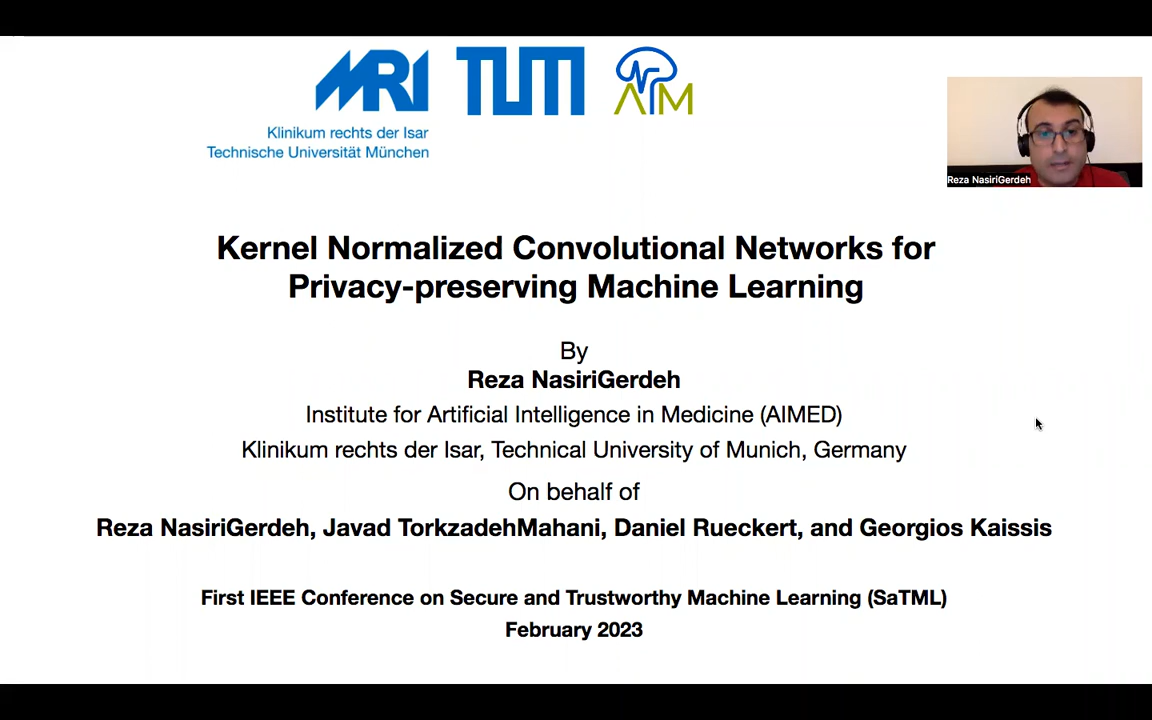 MRI TUM AIM
Klinikum rechts der Isar
Technische Universität München
Reza NasiriGerdeh
Kernel Normalized Convolutional Networks for
Privacy-preserving Machine Learning
By
Reza NasiriGerdeh
Institute for Artificial Intelligence in Medicine (AIMED)
Klinikum rechts der Isar, Technical University of Munich, Germany
On behalf of
Reza NasiriGerdeh, Javad TorkzadehMahani, Daniel Rueckert, and Georgios Kaissis
First IEEE Conference on Secure and Trustworthy Machine Learning (SaTML)
February 2023